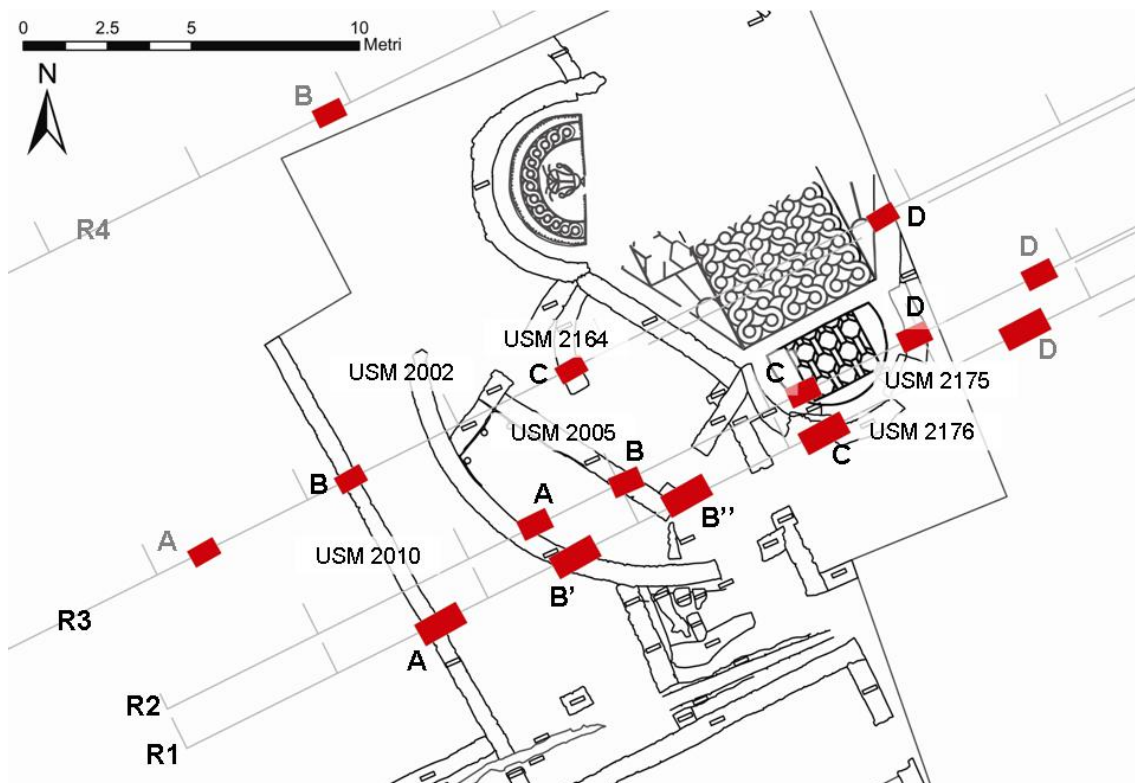 0 2.5 5 10
Metri
N
B
R4
D
D
D
USM 2164
USM 2002
C
C
USM 2175
D
USM 2005
USM 2176
B
B
C
A
B''
A
USM 2010
B'
R3
A
R2
R1